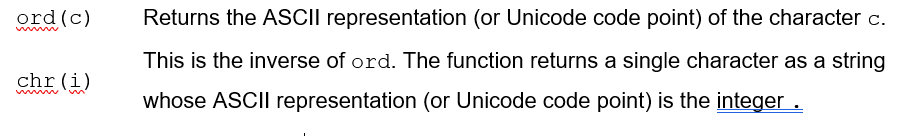 ord(c) Returns the ASCII representation (or Unicode code point) of the character c.
This is the inverse of ord. The function returns a single character as a string
chr(i)
whose ASCII representation (or Unicode code point) is the integer .